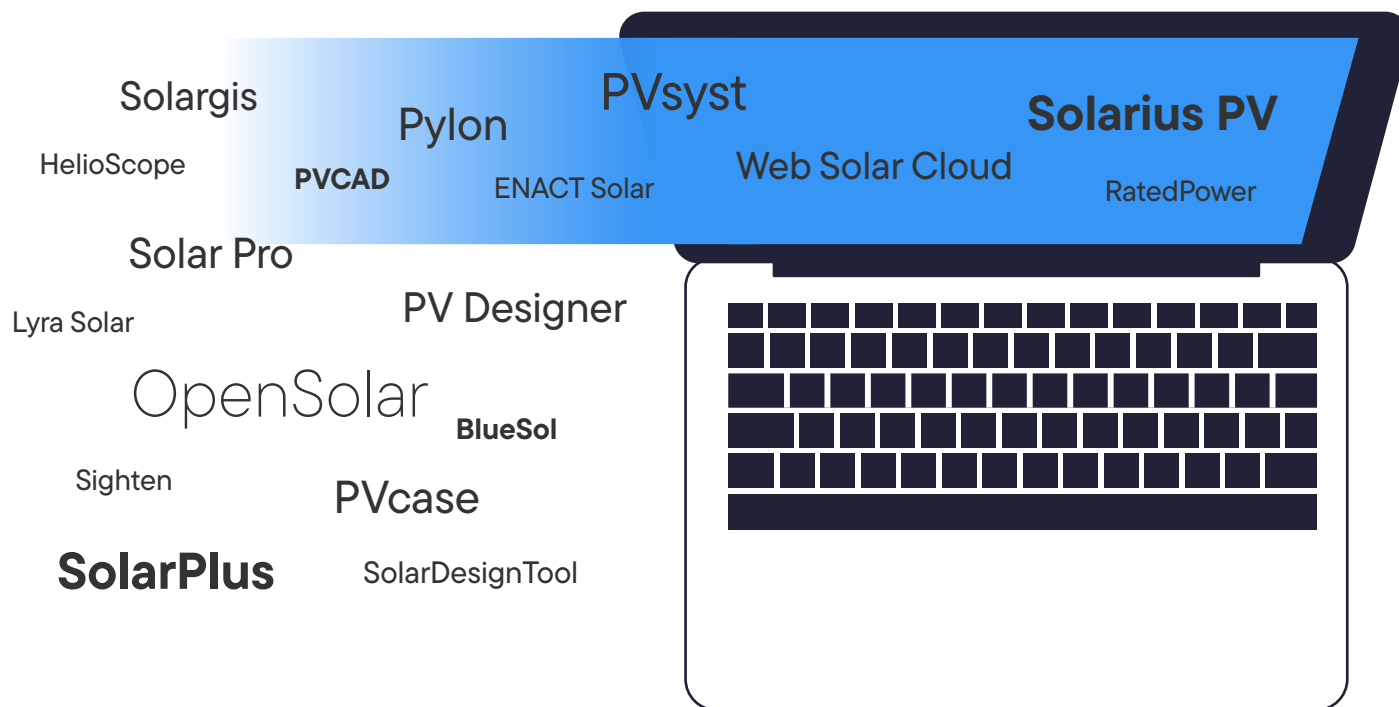 Solargis
Pylon
PVsyst
Solarius PV
HelioScope
PVCAD
ENACT Solar
Web Solar Cloud
RatedPower
Solar Pro
Lyra Solar
PV Designer
OpenSolar
BlueSol
Sighten
PVcase
SolarPlus
SolarDesignTool